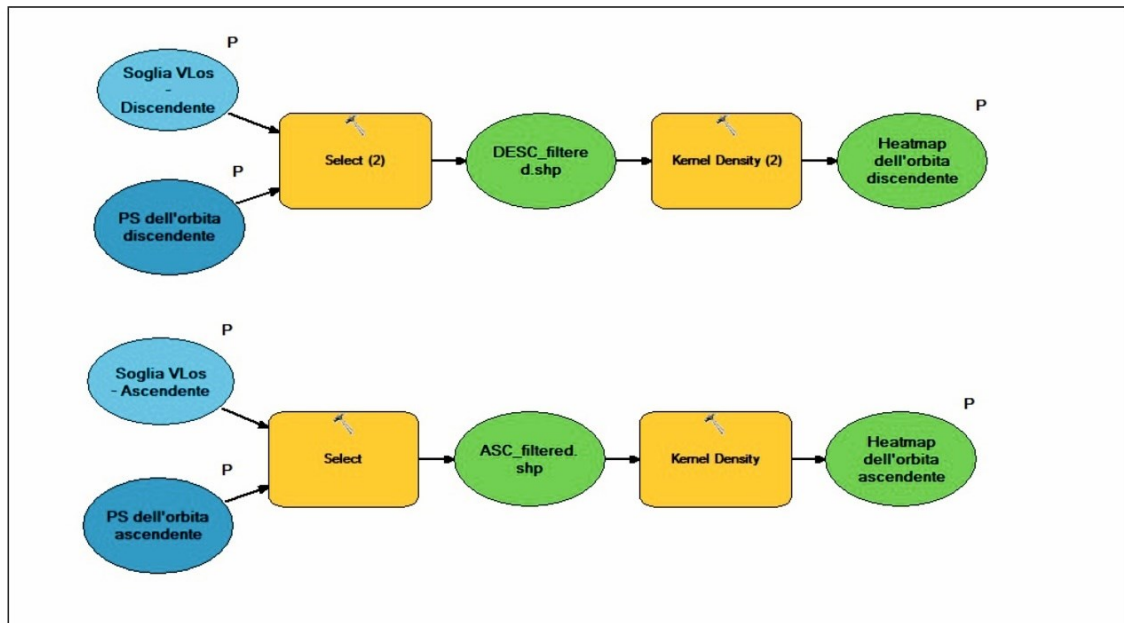 P
Soglia VLos
- 
Discendente
P
PS dell'orbita
discendente
Select (2)
DESC_filtere
d.shp
Kernel Density (2)
P
Heatmap
dell'orbita
discendente
P
Soglia VLos
- Ascendente
P
PS dell'orbita
ascendente
Select
ASC_filtered.
shp
Kernel Density
P
Heatmap
dell'orbita
ascendente